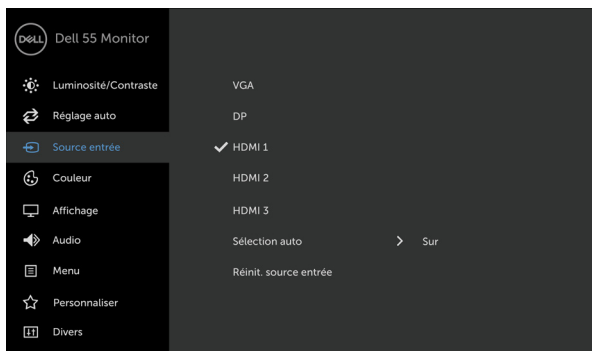 DELL Dell 55 Monitor
Luminosité/Contraste
Réglage auto
Source entrée
Couleur
Affichage
Audio
Menu
Personnaliser
Divers
VGA
DP
HDMI 1
HDMI 2
HDMI 3
Sélection auto > Sur
Réinit. source entrée